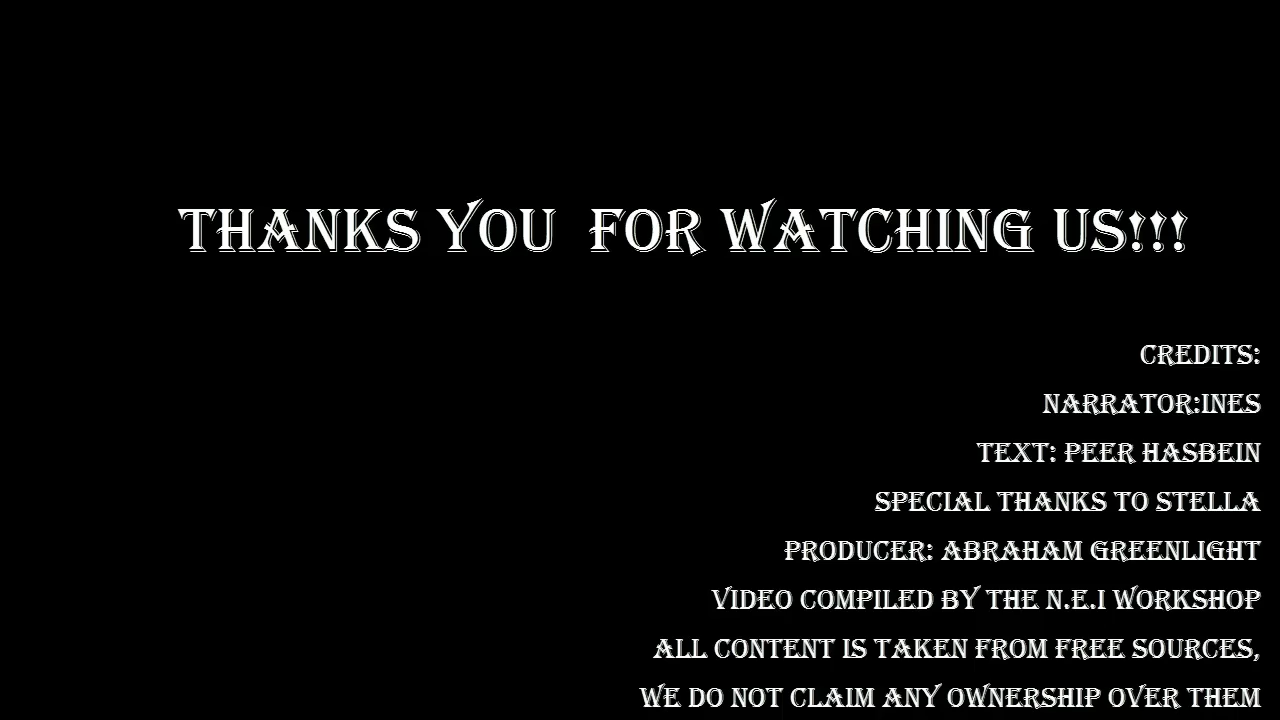 THANKS YOU FOR WATCHING US!!!
CREDITS:
NARRATOR:INES
TEXT: PEER HASBEIN
SPECIAL THANKS TO STELLA
PRODUCER: ABRAHAM GREENLIGHT
VIDEO COMPILED BY THE N.E.I WORKSHOP
ALL CONTENT IS TAKEN FROM FREE SOURCES,
WE DO NOT CLAIM ANY OWNERSHIP OVER THEM